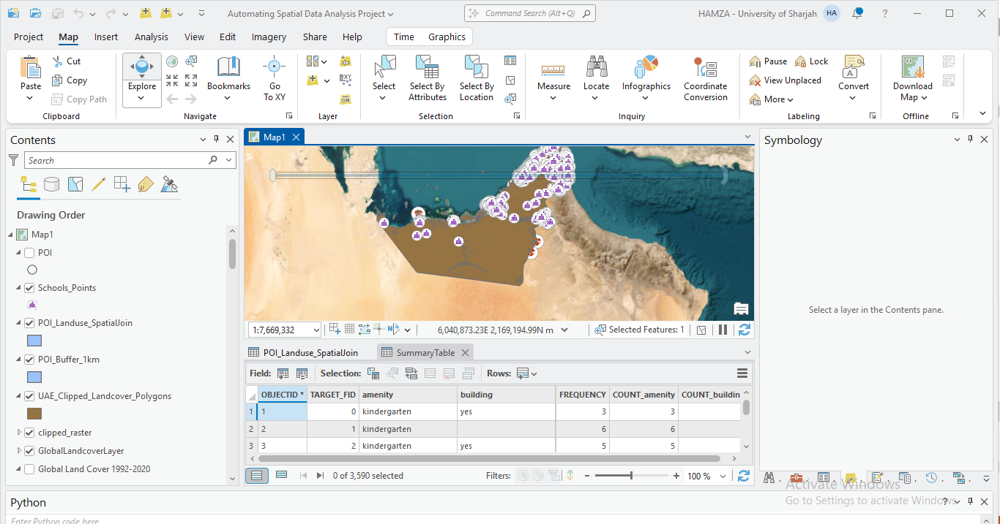 Automating Spatial Data Analysis Project
Command Search (Alt+Q)
HAMZA - University of Sharjah
HA
?
Project Map Insert Analysis View Edit Imagery Share Help Time Graphics
Paste
Cut
Copy
Copy Path
Clipboard
Explore
Bookmarks
Go
To XY
Navigate
Layer
Select
Select By
Attributes
Select By
Location
Selection
Measure
Locate
Infographics
Coordinate
Conversion
Inquiry
Pause
Lock
View Unplaced
More
Convert
Labeling
Download
Map
Offline
Contents
Search
Drawing Order
Map1
POI
Schools_Points
POI_Landuse_SpatialJoin
POI_Buffer_1km
UAE_Clipped_Landcover_Polygons
clipped_raster
GlobalLandcoverLayer
Global Land Cover 1992-2020
Map1
1:7,669,332
6,040,873.23E 2,169,194.99N m
Selected Features: 1
POI_Landuse_SpatialJoin
SummaryTable
Field:
Selection:
Rows:
OBJECTID * TARGET_FID amenity building FREQUENCY COUNT_amenity COUNT_buildin
1 1 0 kindergarten yes 3 3
2 2 1 kindergarten 6 6
3 3 2 kindergarten yes 5 5
0 of 3,590 selected
Filters:
100 %
Symbology
Select a layer in the Contents pane.
Activate Windows
Go to Settings to activate Windows.
Python
?
Enter Python code here